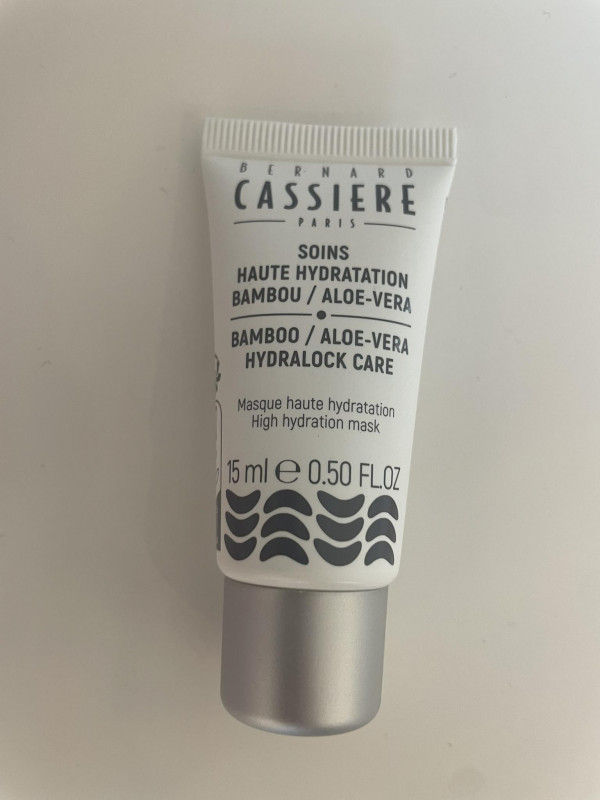 BERNARD
CASSIERE
PARIS
SOINS
HAUTE HYDRATATION
BAMBOU / ALOE-VERA
BAMBOO / ALOE-VERA
HYDRALOCK CARE
Masque haute hydratation
High hydration mask
15 ml ℮ 0.50 FL.OZ